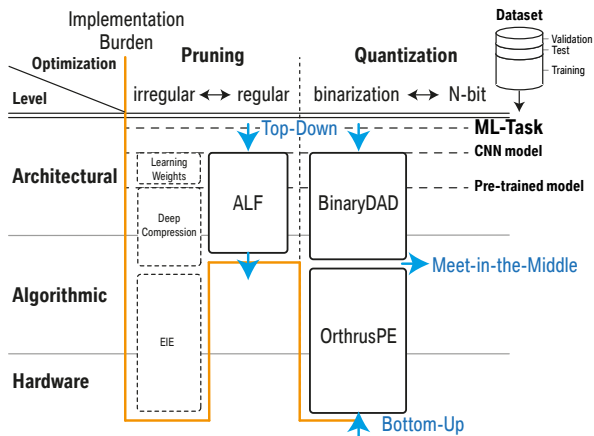 Implementation
Burden
Optimization
Level
Pruning
irregular
regular
Quantization
binarization
N-bit
Dataset
Validation
Test
Training
Top-Down
ML-Task
CNN model
Pre-trained model
Architectural
Learning
Weights
Deep
Compression
ALF
BinaryDAD
Meet-in-the-Middle
Algorithmic
EIE
OrthrusPE
Hardware
Bottom-Up